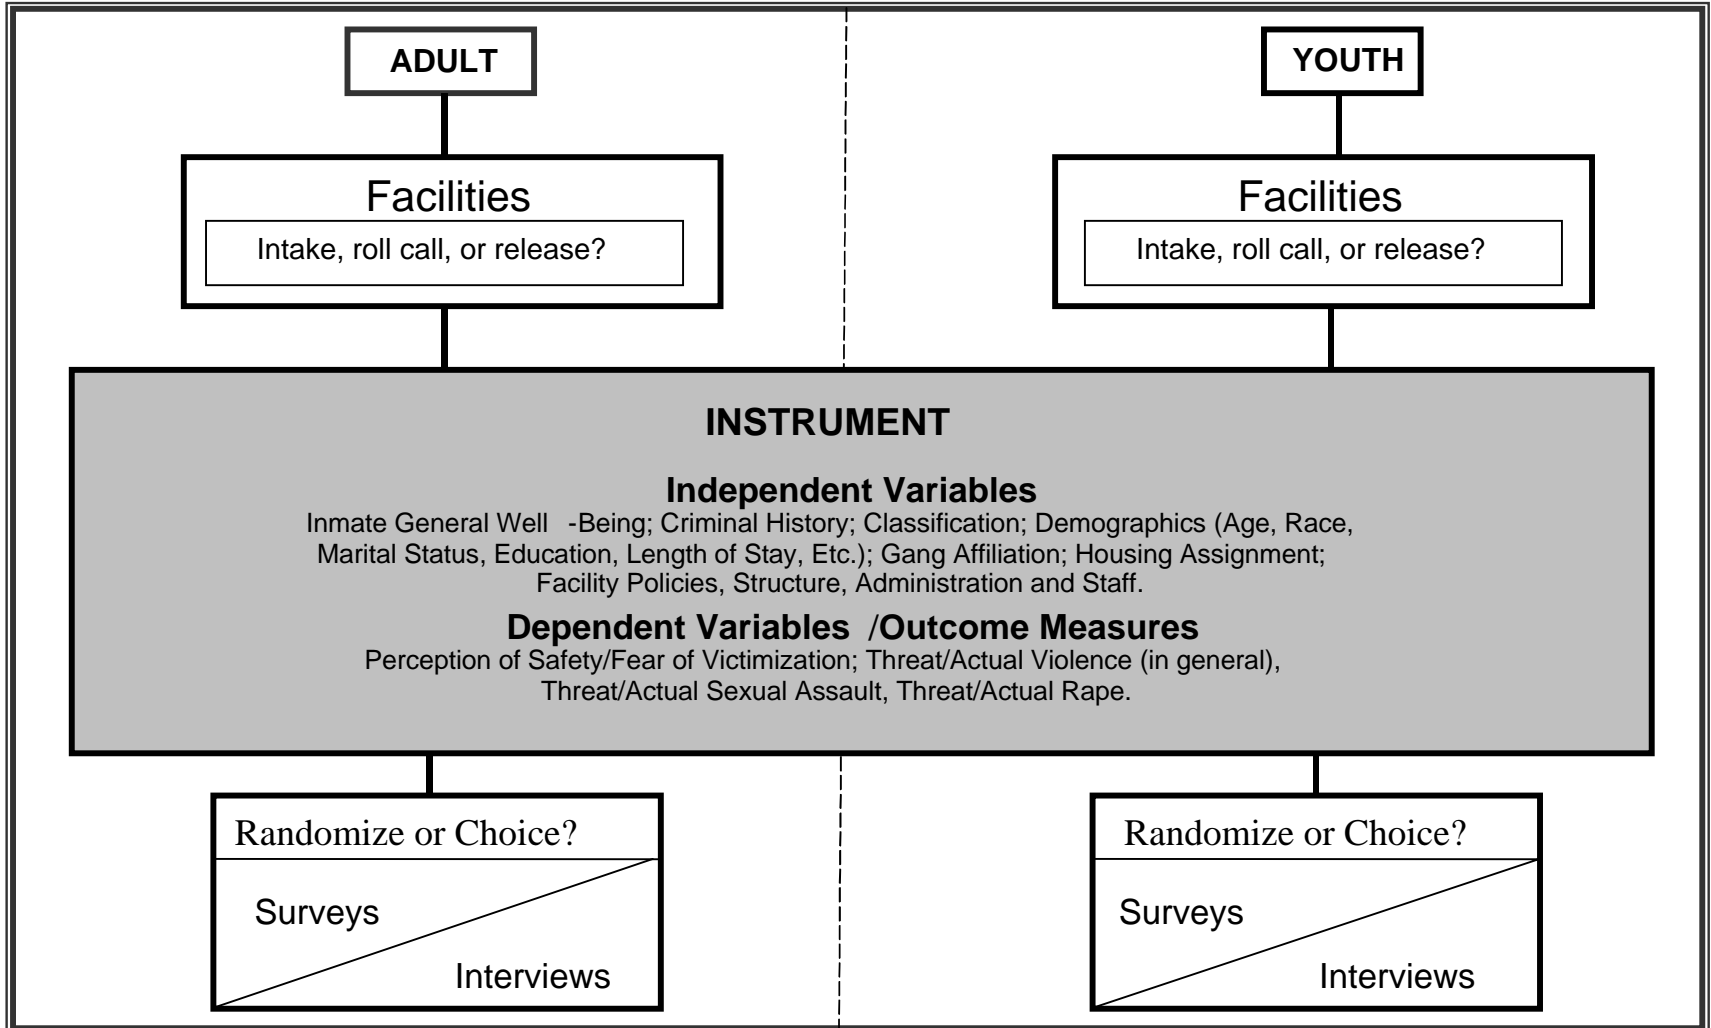 ADULT
YOUTH
Facilities
Intake, roll call, or release?
Facilities
Intake, roll call, or release?
INSTRUMENT
Independent Variables
Inmate General Well -Being; Criminal History; Classification; Demographics (Age, Race,
Marital Status, Education, Length of Stay, Etc.); Gang Affiliation; Housing Assignment;
Facility Policies, Structure, Administration and Staff.
Dependent Variables /Outcome Measures
Perception of Safety/Fear of Victimization; Threat/Actual Violence (in general),
Threat/Actual Sexual Assault, Threat/Actual Rape.
Randomize or Choice?
Surveys
Interviews
Randomize or Choice?
Surveys
Interviews